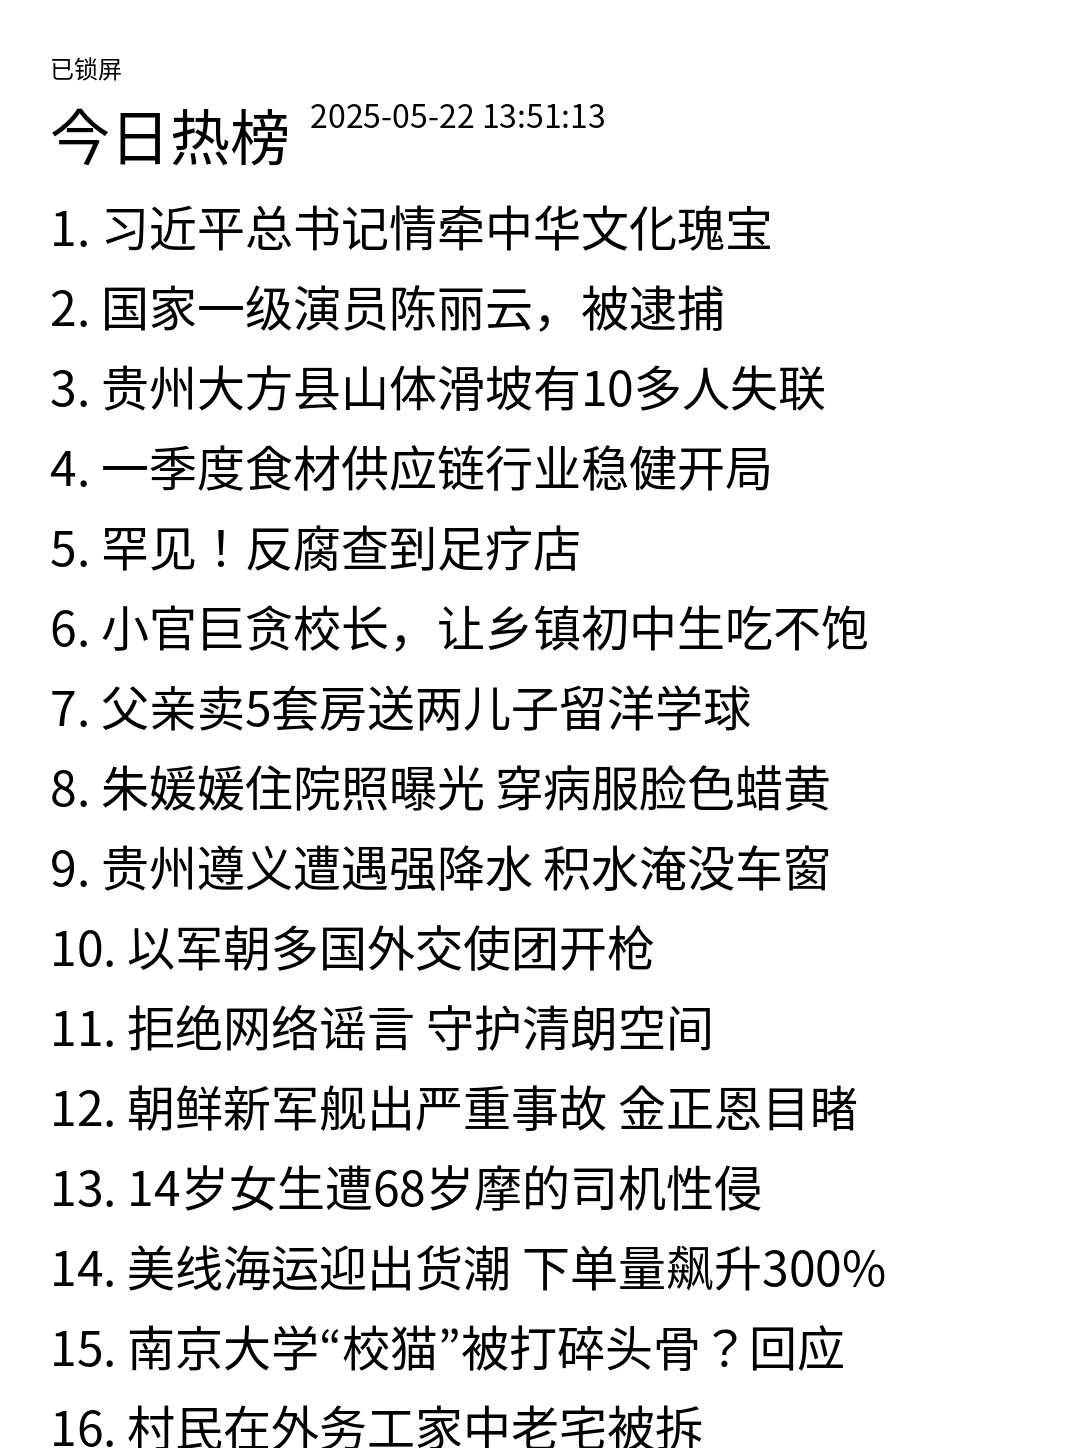 已锁屏
今日热榜 2025-05-22 13:51:13
1. 习近平总书记情牵中华文化瑰宝
2. 国家一级演员陈丽云，被逮捕
3. 贵州大方县山体滑坡有10多人失联
4. 一季度食材供应链行业稳健开局
5. 罕见！反腐查到足疗店
6. 小官巨贪校长，让乡镇初中生吃不饱
7. 父亲卖5套房送两儿子留洋学球
8. 朱媛媛住院照曝光 穿病服脸色蜡黄
9. 贵州遵义遭遇强降水 积水淹没车窗
10. 以军朝多国外交使团开枪
11. 拒绝网络谣言 守护清朗空间
12. 朝鲜新军舰出严重事故 金正恩目睹
13. 14岁女生遭68岁摩的司机性侵
14. 美线海运迎出货潮 下单量飙升300%
15. 南京大学“校猫”被打碎头骨？回应
16. 村民在外务工家中老宅被拆